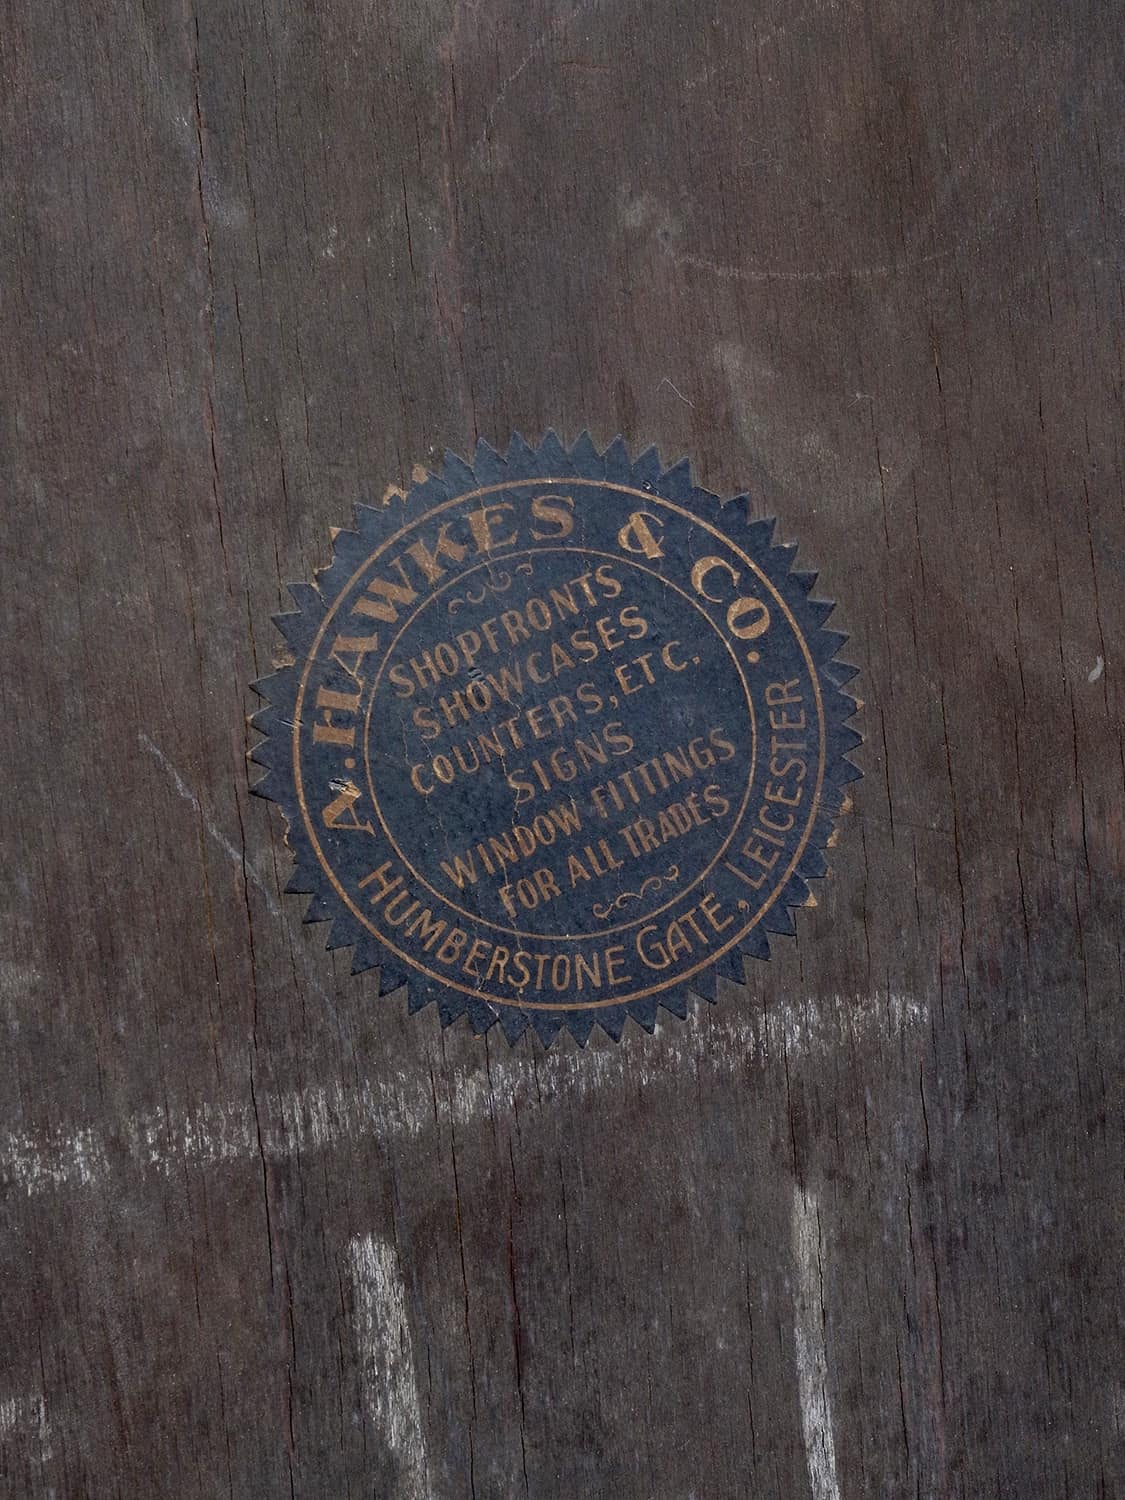 HAWKES & CO.
SHOPFRONTS
SHOWCASES
COUNTERS, ETC.
SIGNS
WINDOW FITTINGS
FOR ALL TRADES
HUMBERSTONE GATE, LEICESTER